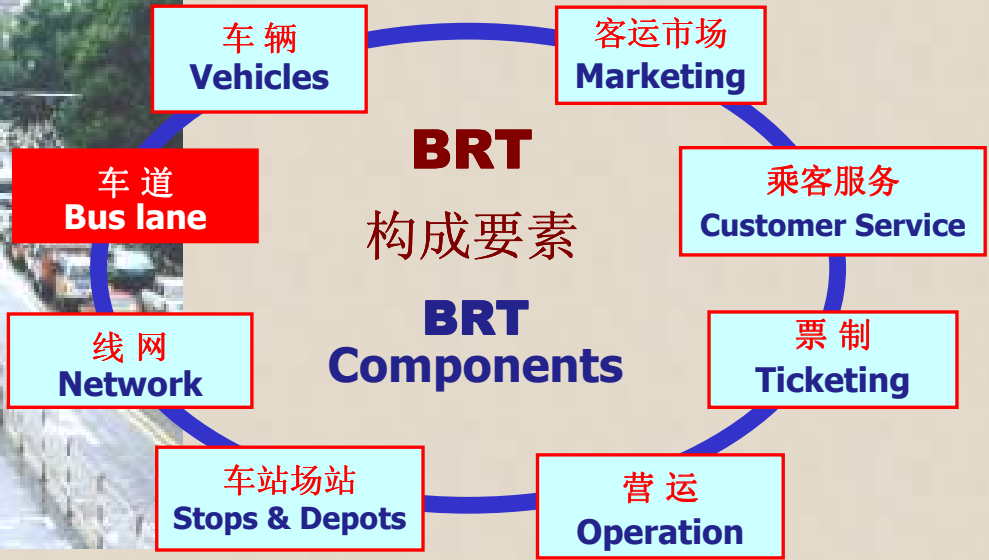 车 辆
Vehicles
客运市场
Marketing
车 道
Bus lane
BRT
构成要素
BRT
Components
乘客服务
Customer Service
线 网
Network
票 制
Ticketing
车站场站
Stops & Depots
营 运
Operation